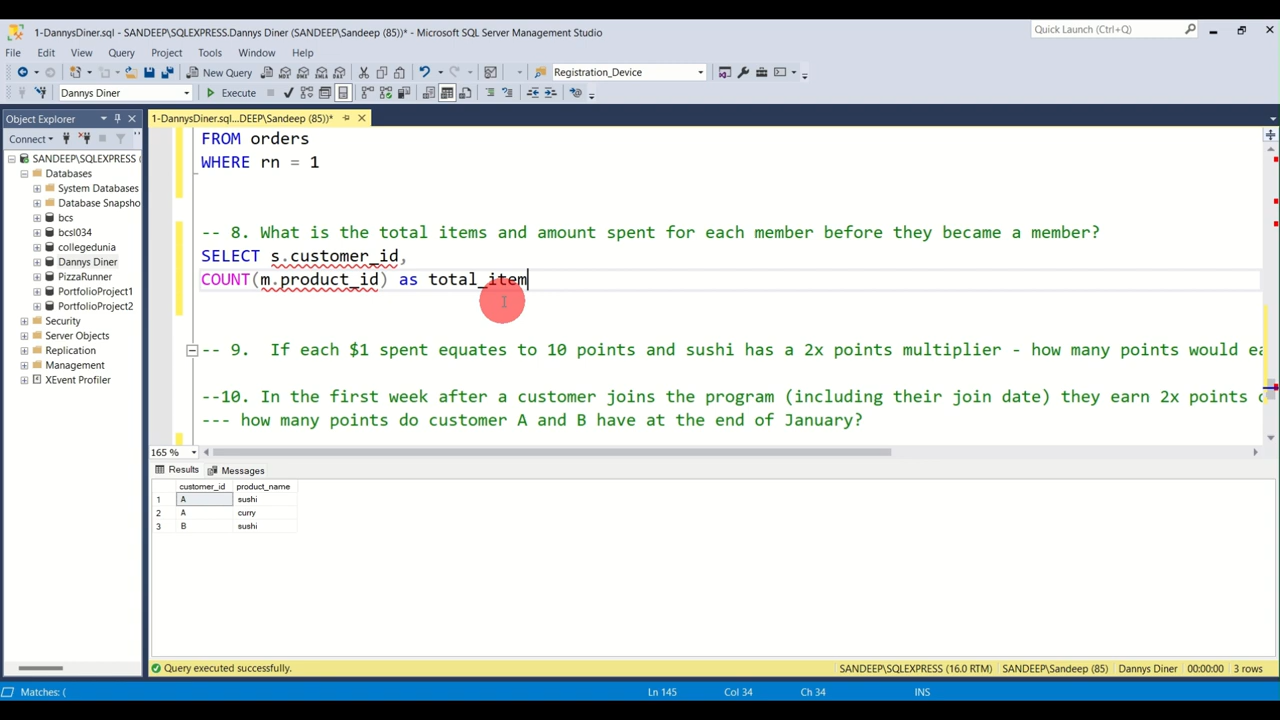 1-DannysDiner.sql - SANDEEP\SQLEXPRESS.Dannys Diner (SANDEEP\Sandeep (85))* - Microsoft SQL Server Management Studio
Quick Launch (Ctrl+Q)
File Edit View Query Project Tools Window Help
New Query
Registration_Device
Dannys Diner
Execute
Object Explorer
1-DannysDiner.sql...DEEP\Sandeep (85))*
Connect
SANDEEP\SQLEXPRESS (
Databases
System Databases
Database Snapsho
bcs
bcsl034
collegedunia
Dannys Diner
PizzaRunner
PortfolioProject1
PortfolioProject2
Security
Server Objects
Replication
Management
XEvent Profiler
FROM orders
WHERE rn = 1
-- 8. What is the total items and amount spent for each member before they became a member?
SELECT s.customer_id,
COUNT(m.product_id) as total_item
-- 9.  If each $1 spent equates to 10 points and sushi has a 2x points multiplier - how many points would ea
--10. In the first week after a customer joins the program (including their join date) they earn 2x points o
--- how many points do customer A and B have at the end of January?
165 %
Results Messages
customer_id product_name
1 A sushi
2 A curry
3 B sushi
Query executed successfully.
SANDEEP\SQLEXPRESS (16.0 RTM) SANDEEP\Sandeep (85) Dannys Diner 00:00:00 3 rows
Matches: (
Ln 145 Col 34 Ch 34 INS